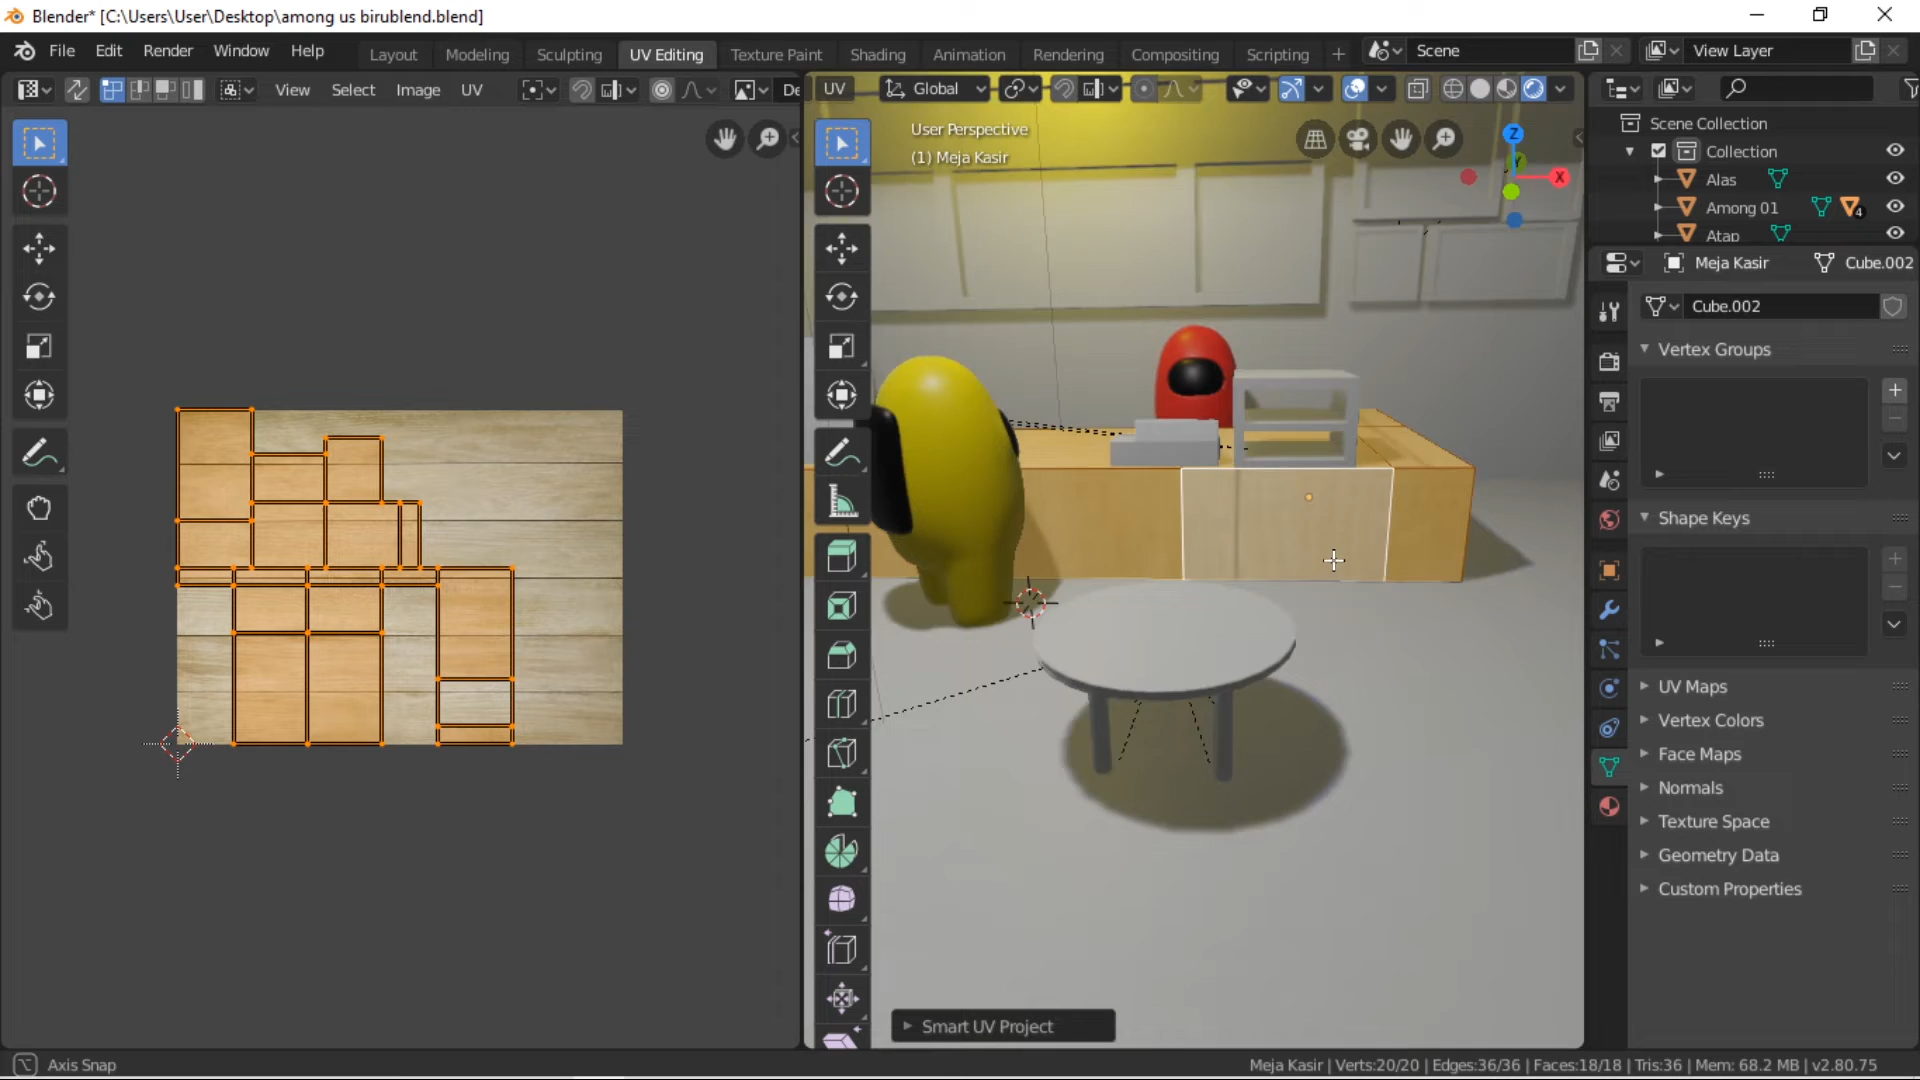 Blender* [C:\Users\User\Desktop\among us birublend.blend]
File Edit Render Window Help Layout Modeling Sculpting UV Editing Texture Paint Shading Animation Rendering Compositing Scripting + Scene View Layer
View Select Image UV De UV Global
User Perspective
(1) Meja Kasir
Z
Y
X
Scene Collection
Collection
Alas
Among 01 4
Atap
Meja Kasir Cube.002
Cube.002
Vertex Groups
Shape Keys
UV Maps
Vertex Colors
Face Maps
Normals
Texture Space
Geometry Data
Custom Properties
Smart UV Project
Axis Snap
Meja Kasir | Verts:20/20 | Edges:36/36 | Faces:18/18 | Tris:36 | Mem: 68.2 MB | v2.80.75